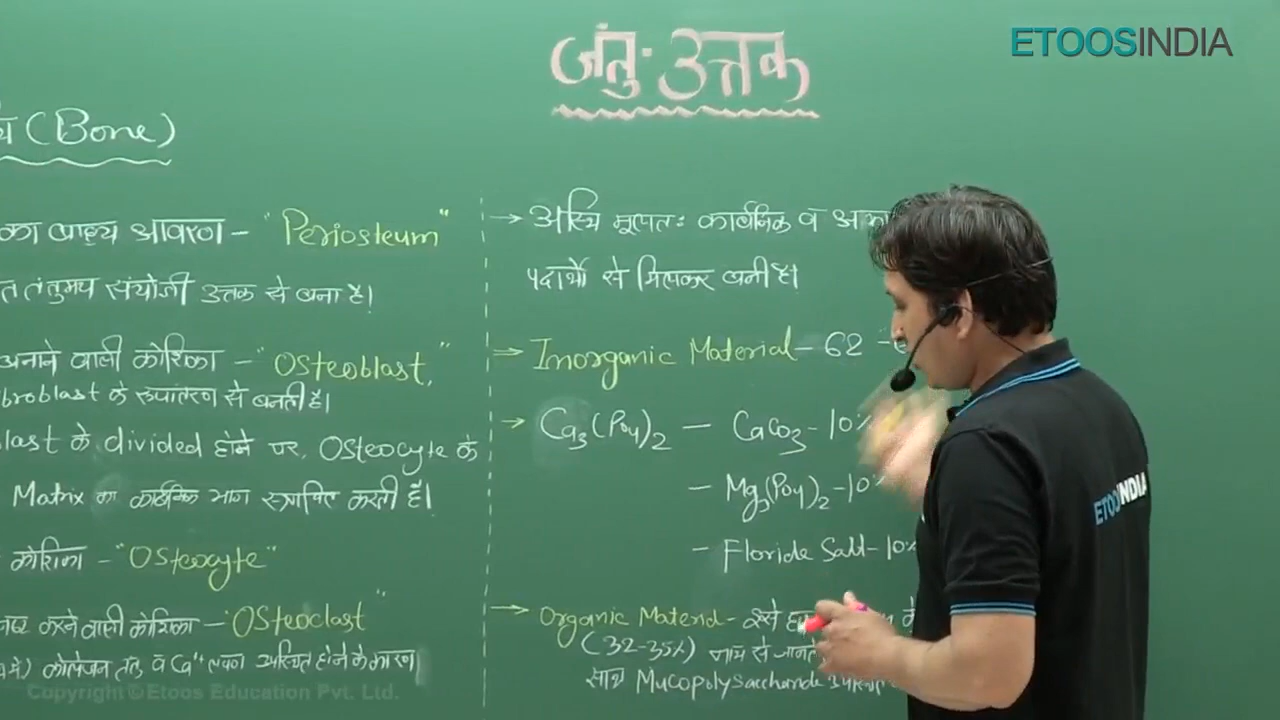 ETOOSINDIA
जंतु-उत्तक
(Bone)
का बाह्य आवरण - "Periosteum"
त तंतुमय संयोजी उत्तक से बना है।
बनाने वाली कोशिका - "Osteoblast"
broblast के रूपांतरण से बनती है।
last के divided होने पर, Osteocyte के
Matrix का कार्बनिक भाग स्त्रावित करती है।
कोशिका - "Osteocyte"
नष्ट करने वाली कोशिका - "Osteoclast"
कोलेजन तंतु व Ca⁺⁺ लवण उपस्थित होने के कारण
→ अस्थि मूलतः कार्बनिक व अका
पदार्थों से मिलकर बनी है।
→ Inorganic Material - 62 -
→ Ca₃(Po₄)₂ - CaCO₃ - 10%
- Mg₃(Po₄)₂ - 10%
- Floride Salt - 10%
→ Organic Material - इसे
(32-35%) नाम से जानते
साथ Mucopolysaccharide
ETOOSINDIA
Copyright © Etoos Education Pvt. Ltd.